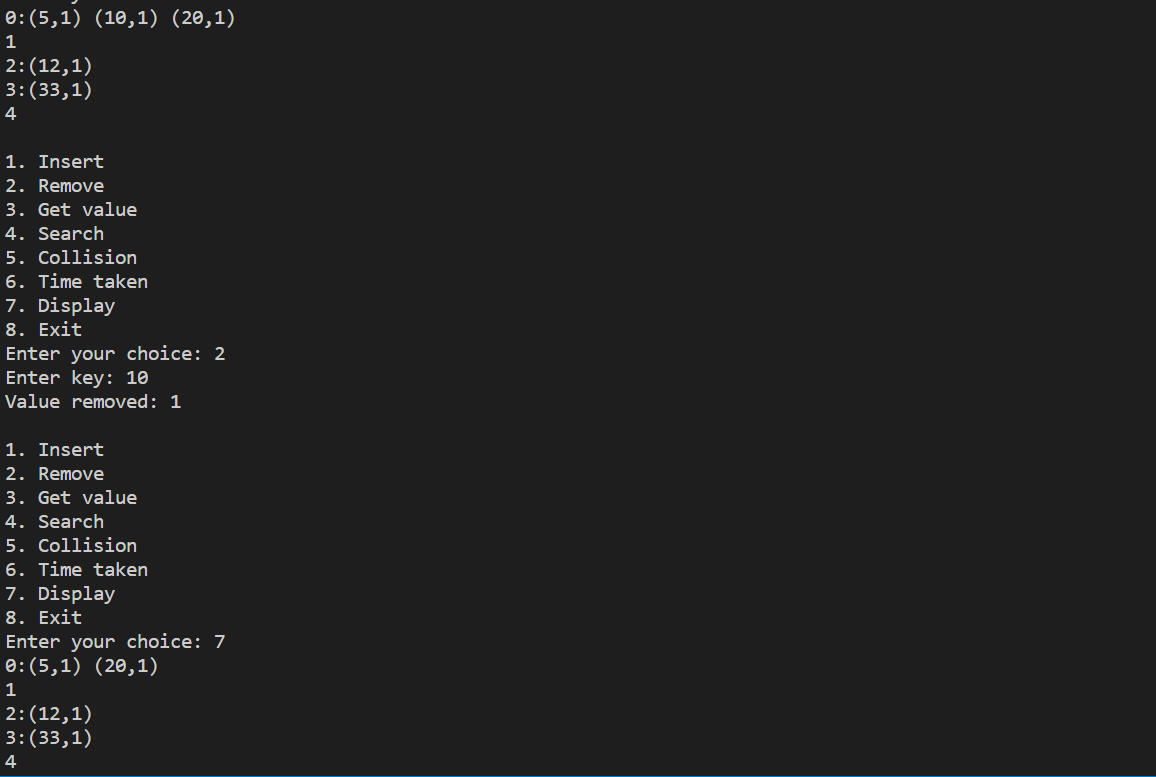 0:(5,1) (10,1) (20,1)
1
2:(12,1)
3:(33,1)
4

1. Insert
2. Remove
3. Get value
4. Search
5. Collision
6. Time taken
7. Display
8. Exit
Enter your choice: 2
Enter key: 10
Value removed: 1

1. Insert
2. Remove
3. Get value
4. Search
5. Collision
6. Time taken
7. Display
8. Exit
Enter your choice: 7
0:(5,1) (20,1)
1
2:(12,1)
3:(33,1)
4